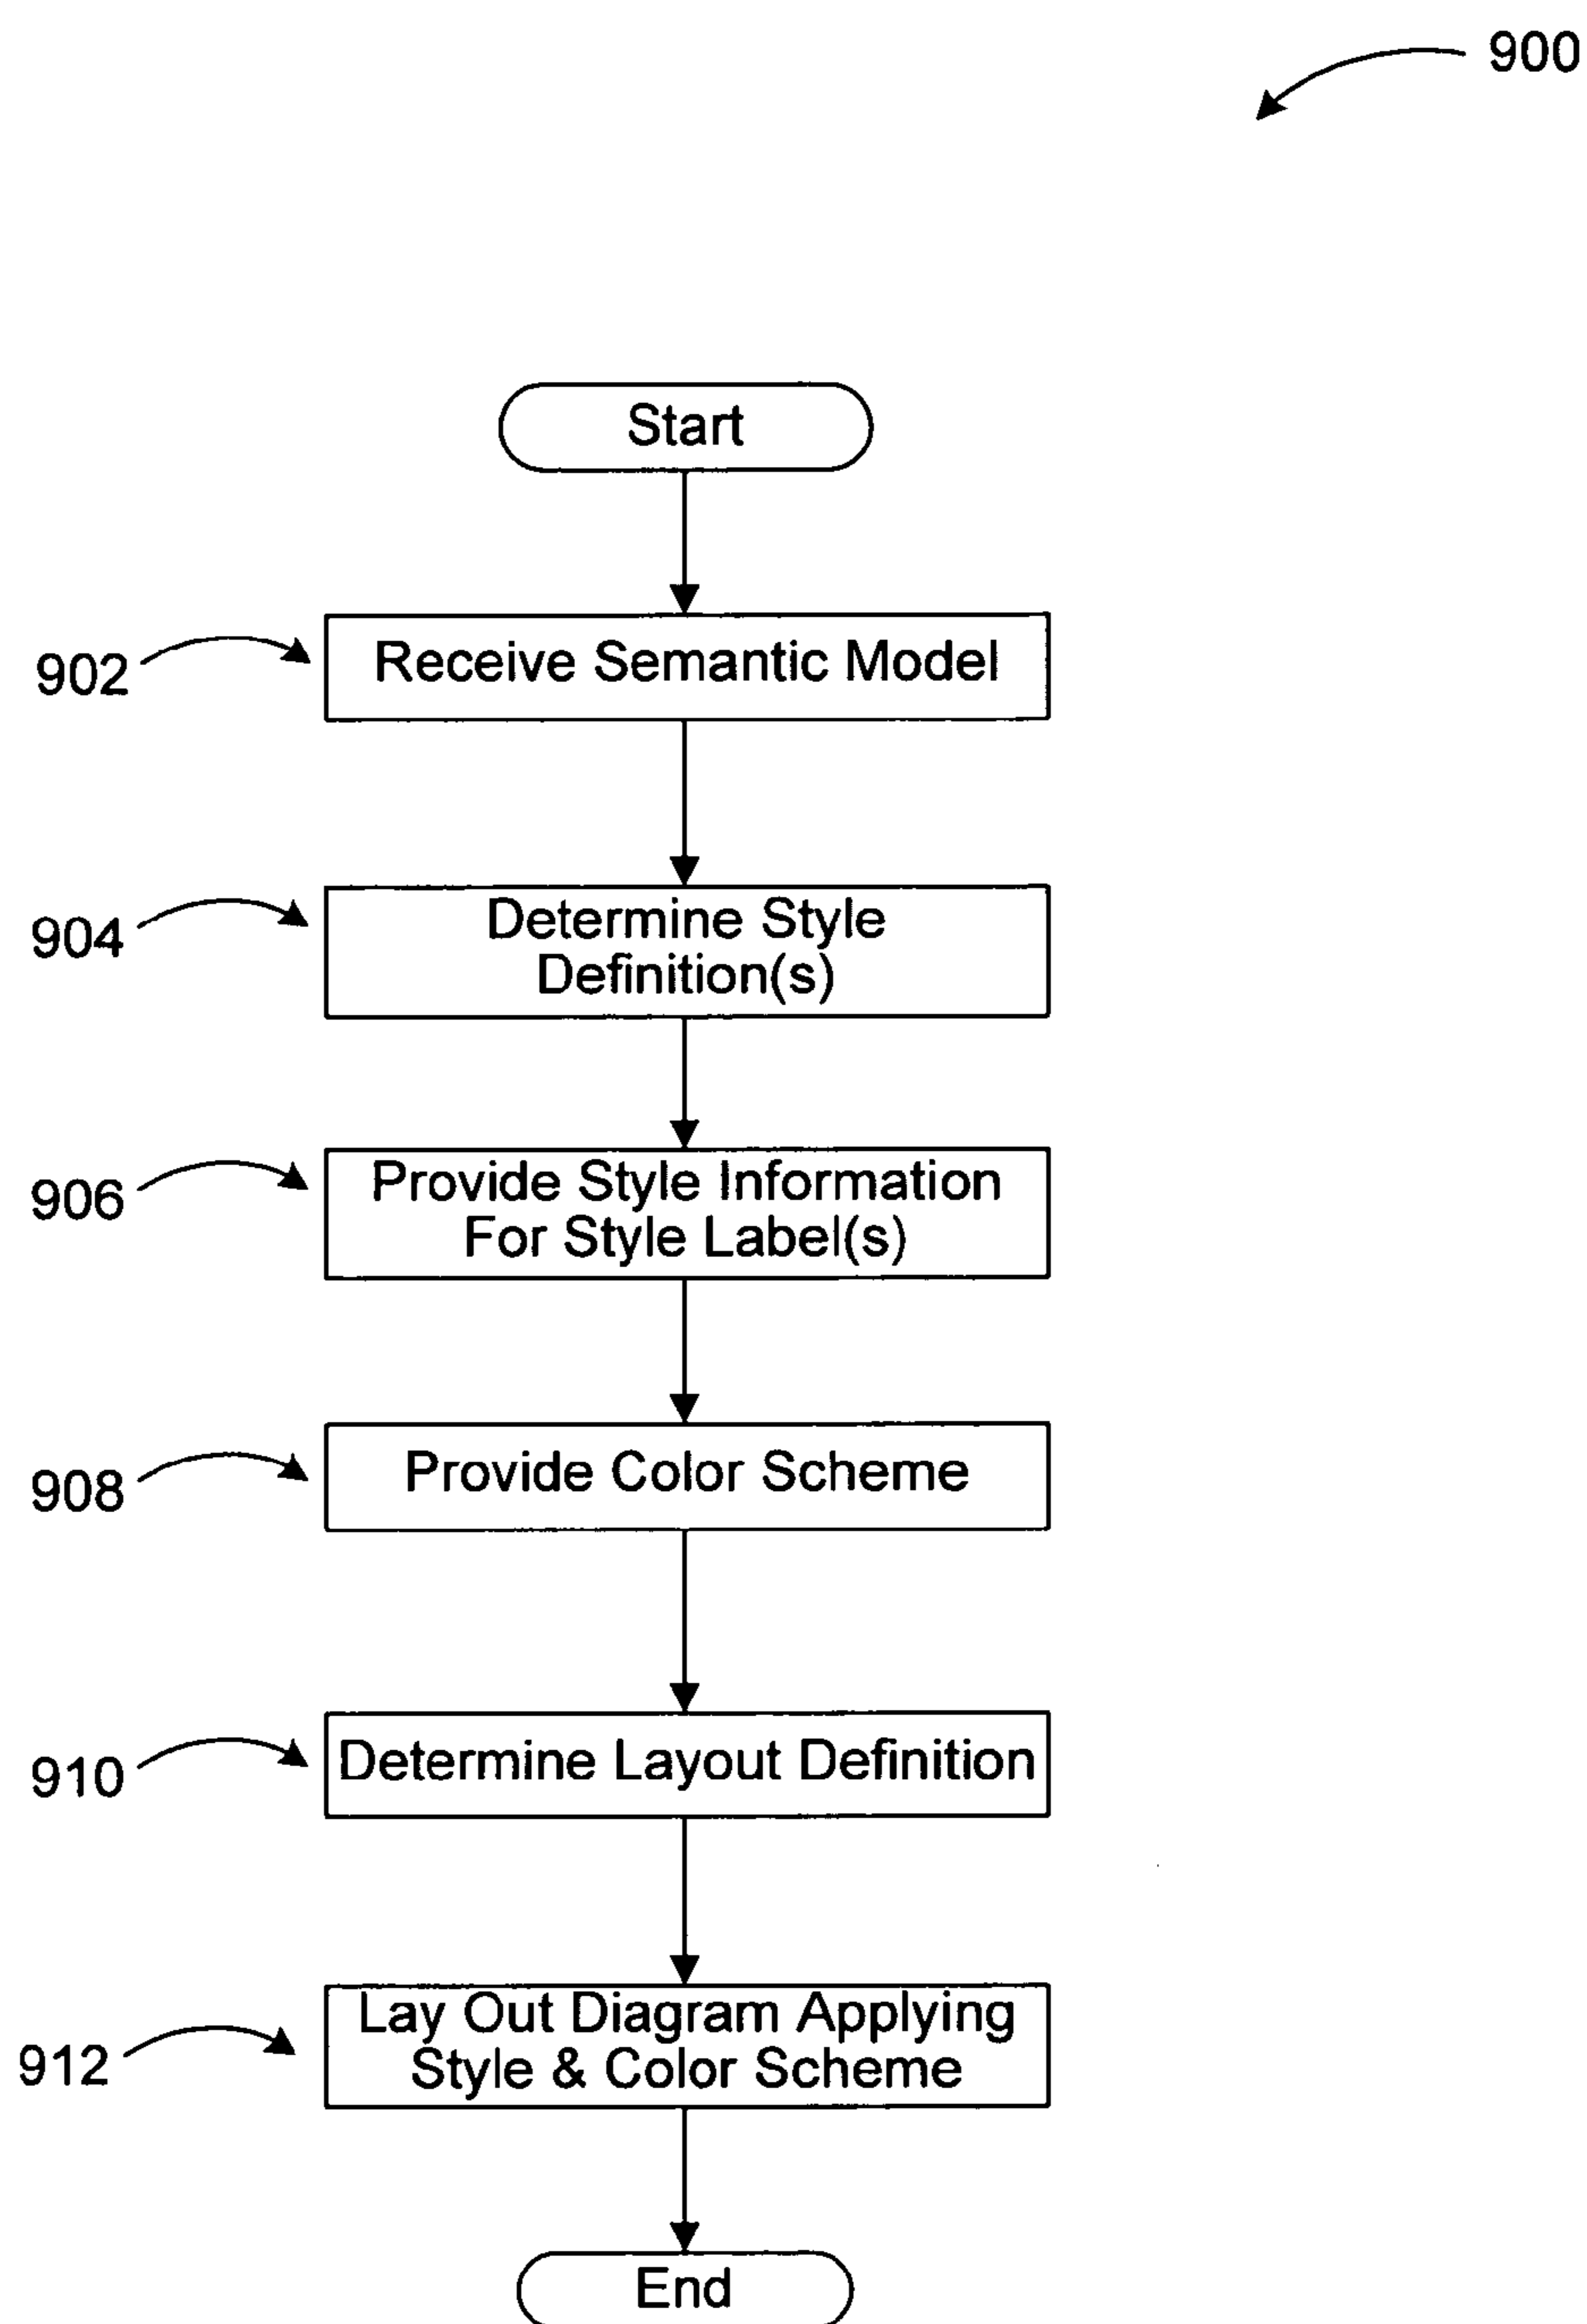 900
Start
902
Receive Semantic Model
904
Determine Style
Definition(s)
906
Provide Style Information
For Style Label(s)
908
Provide Color Scheme
910
Determine Layout Definition
912
Lay Out Diagram Applying
Style & Color Scheme
End